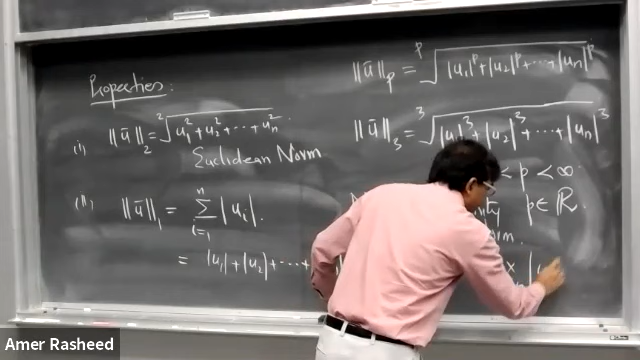 Properties:
(i) ‖ū‖₂ = ²√(u₁² + u₂² + ⋯ + uₙ²).
Euclidean Norm
(ii) ‖ū‖₁ = Σᵢ₌₁ⁿ |uᵢ|.
= |u₁| + |u₂| + ⋯ +
‖ū‖ₚ = ᵖ√(|u₁|ᵖ + |u₂|ᵖ + ⋯ + |uₙ|ᵖ)
‖ū‖₃ = ³√(|u₁|³ + |u₂|³ + ⋯ + |uₙ|³)
< p < ∞.
p ∈ ℝ.
Amer Rasheed